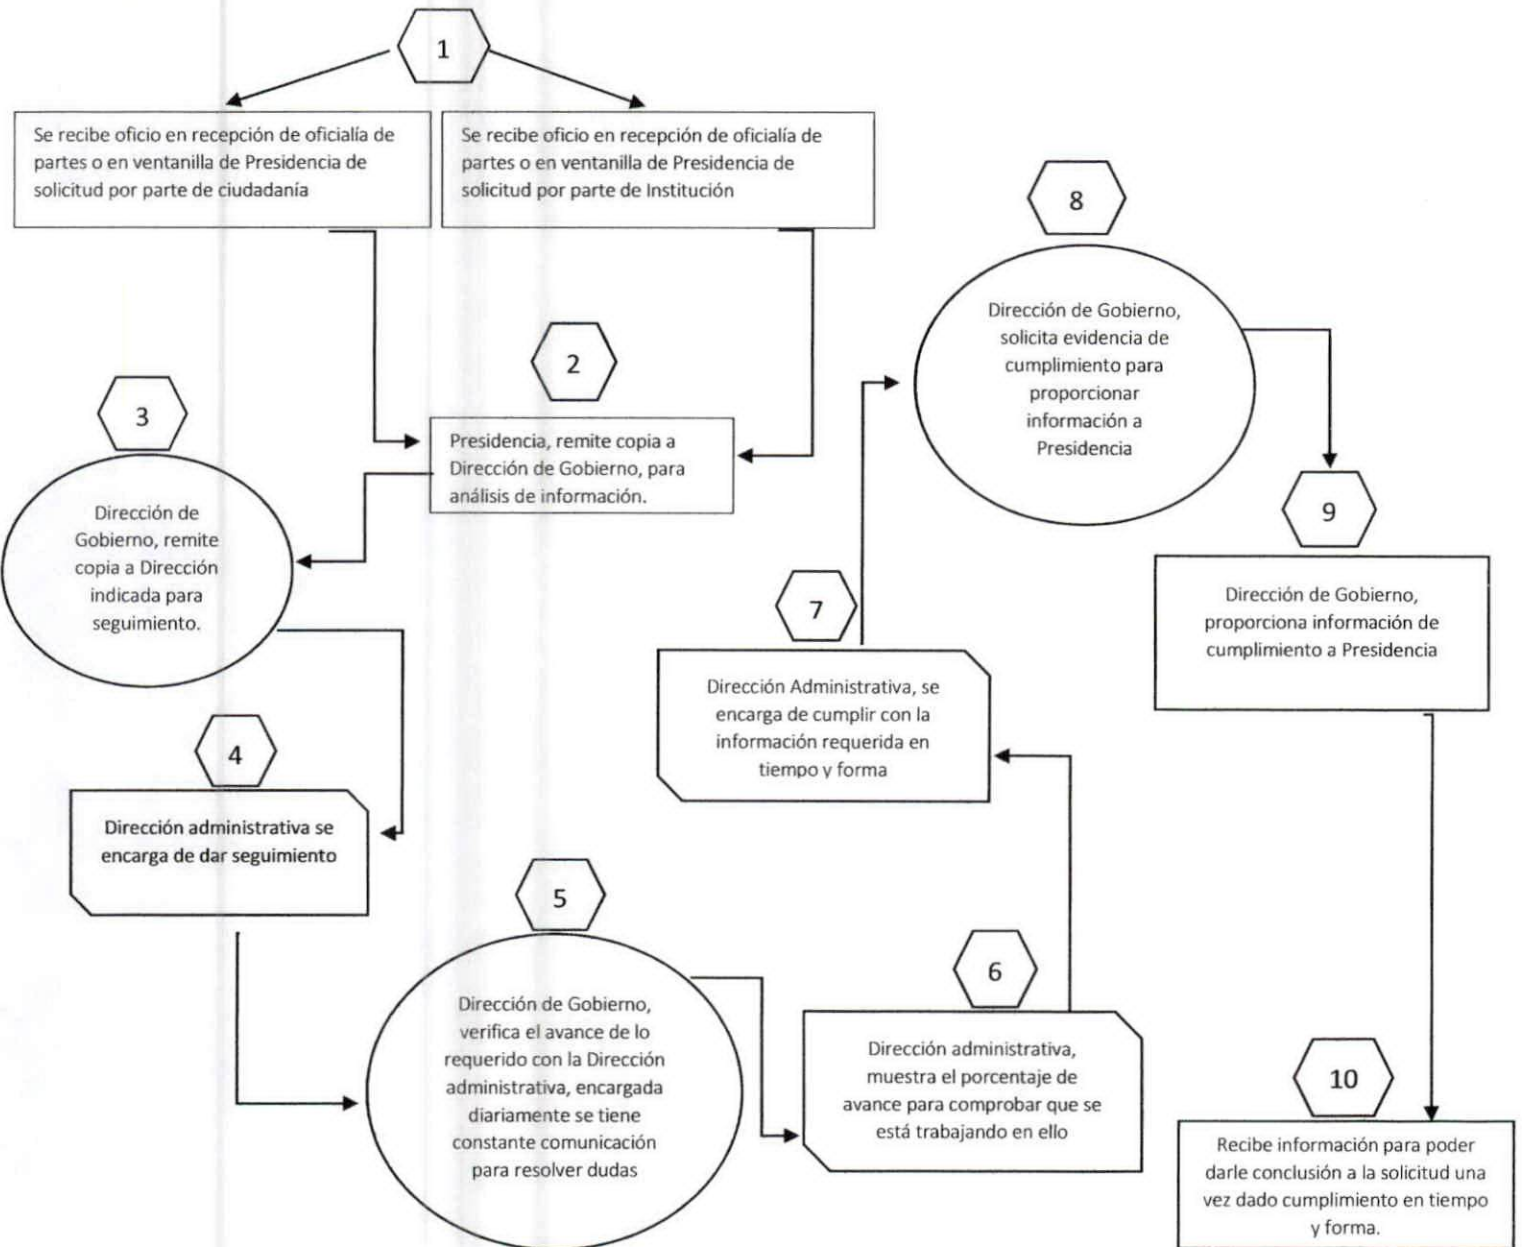 1
Se recibe oficio en recepción de oficialía de
partes o en ventanilla de Presidencia de
solicitud por parte de ciudadanía
Se recibe oficio en recepción de oficialía de
partes o en ventanilla de Presidencia de
solicitud por parte de Institución
2
Presidencia, remite copia a
Dirección de Gobierno, para
análisis de información.
3
Dirección de
Gobierno, remite
copia a Dirección
indicada para
seguimiento.
4
Dirección administrativa se
encarga de dar seguimiento
5
Dirección de Gobierno,
verifica el avance de lo
requerido con la Dirección
administrativa, encargada
diariamente se tiene
constante comunicación
para resolver dudas
6
Dirección administrativa,
muestra el porcentaje de
avance para comprobar que se
está trabajando en ello
7
Dirección Administrativa, se
encarga de cumplir con la
información requerida en
tiempo y forma
8
Dirección de Gobierno,
solicita evidencia de
cumplimiento para
proporcionar
información a
Presidencia
9
Dirección de Gobierno,
proporciona información de
cumplimiento a Presidencia
10
Recibe información para poder
darle conclusión a la solicitud una
vez dado cumplimiento en tiempo
y forma.